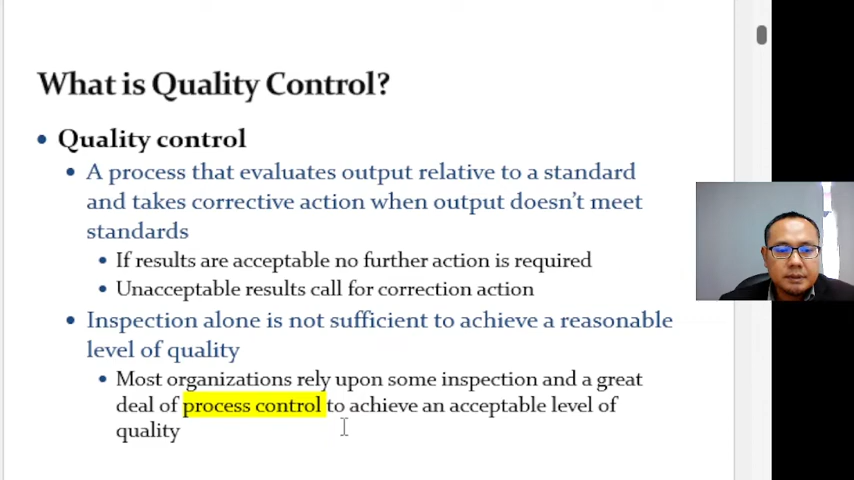 What is Quality Control?
Quality control
A process that evaluates output relative to a standard
and takes corrective action when output doesn't meet
standards
If results are acceptable no further action is required
Unacceptable results call for correction action
Inspection alone is not sufficient to achieve a reasonable
level of quality
Most organizations rely upon some inspection and a great
deal of process control to achieve an acceptable level of
quality